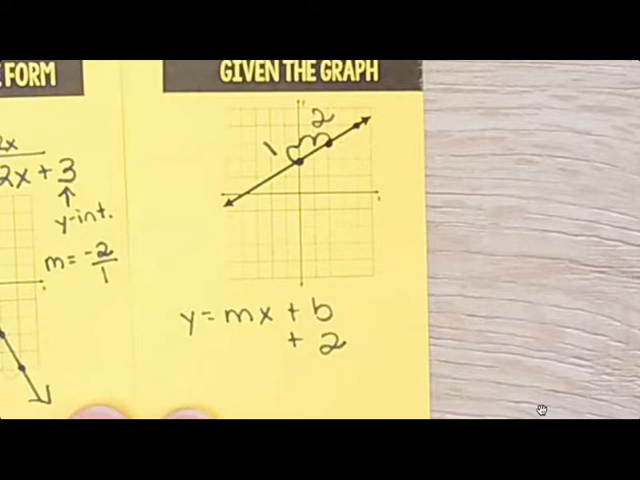 FORM
GIVEN THE GRAPH
2x
2x + 3
y-int.
m = -2/1
1 2
y = mx + b
+ 2